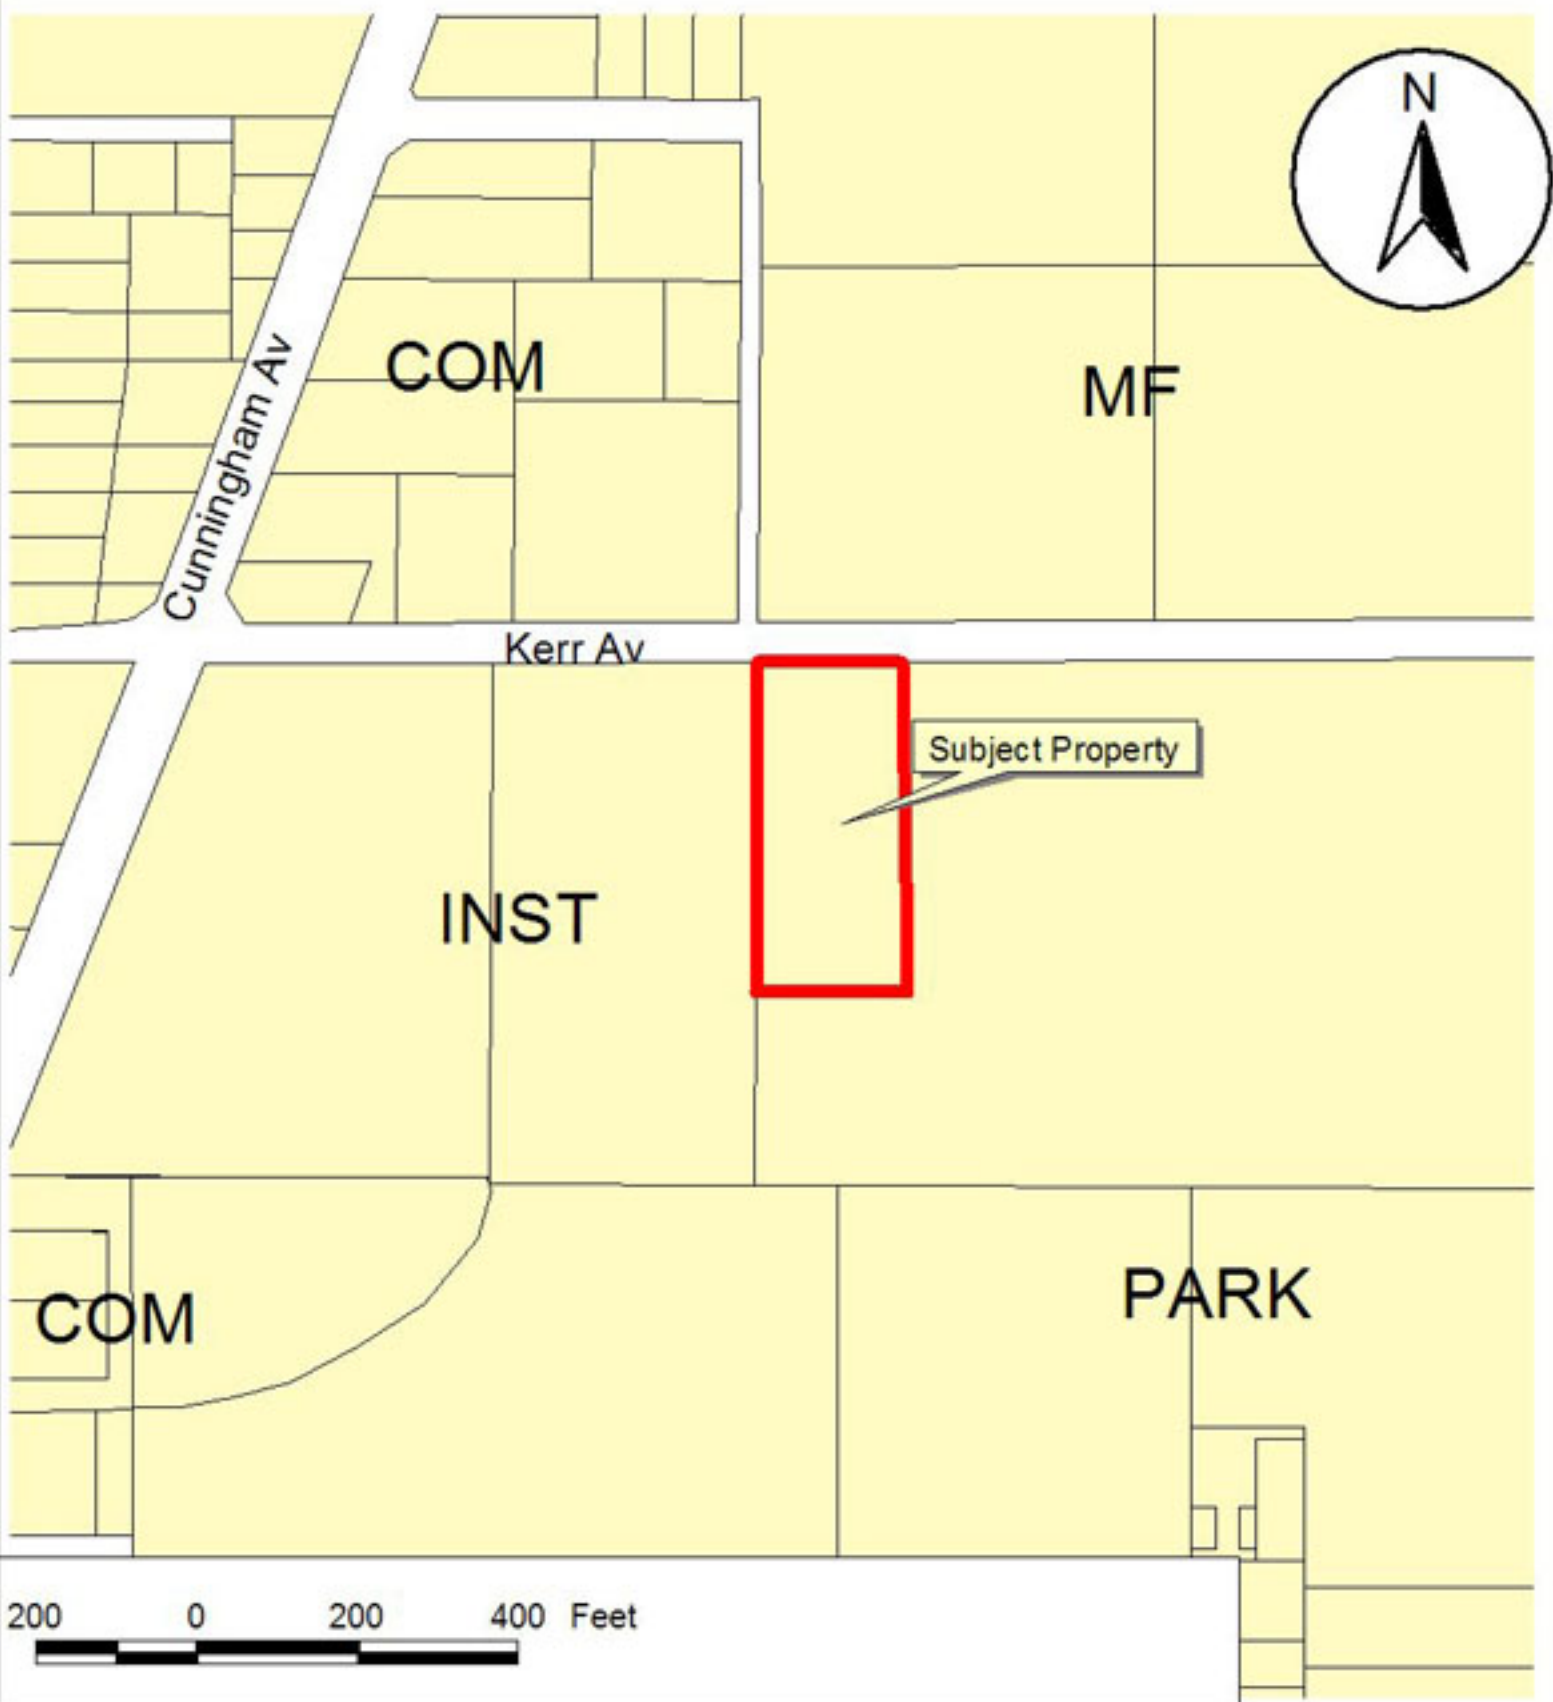 N
COM
MF
Cunningham Av
Kerr Av
Subject Property
INST
PARK
COM
200 0 200 400 Feet